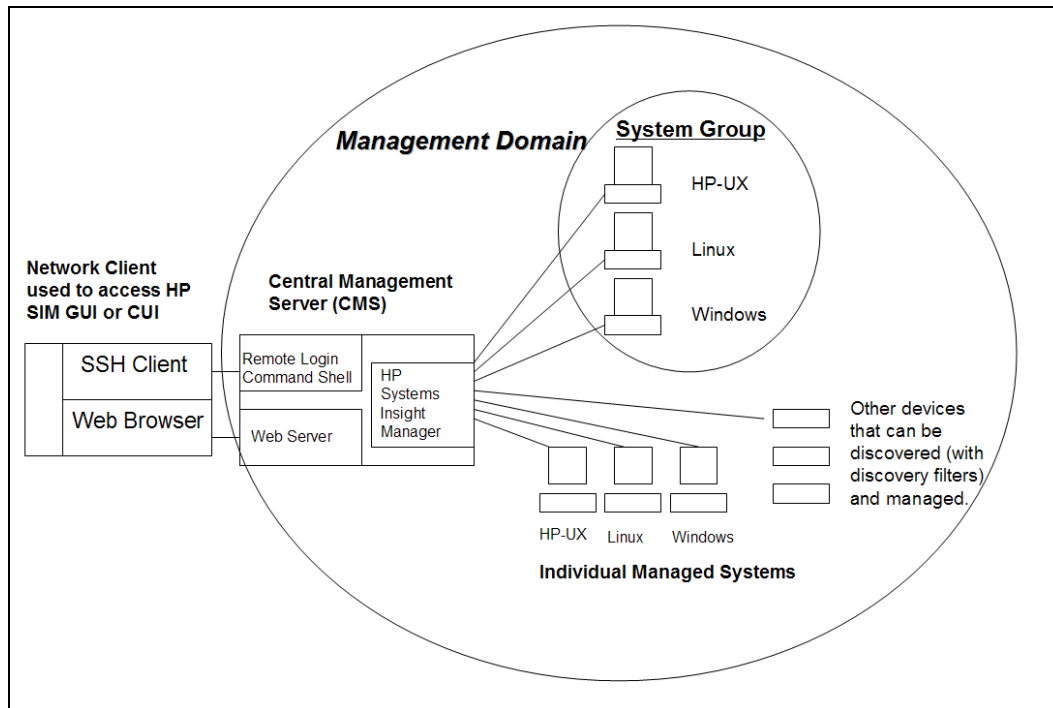 Management Domain
System Group
HP-UX
Linux
Windows
Network Client
used to access HP
SIM GUI or CUI
SSH Client
Web Browser
Central Management
Server (CMS)
Remote Login
Command Shell
Web Server
HP
Systems
Insight
Manager
Other devices
that can be
discovered (with
discovery filters)
and managed.
HP-UX
Linux
Windows
Individual Managed Systems